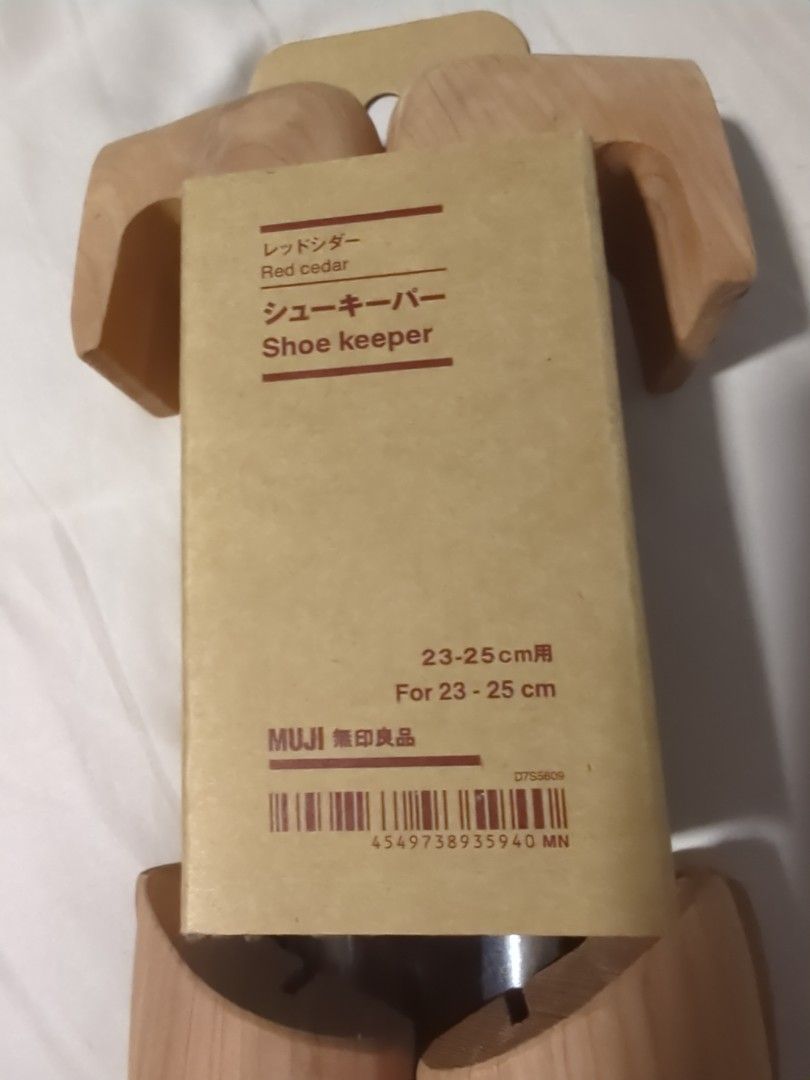 レッドシダー
Red cedar
シューキーパー
Shoe keeper
23-25cm用
For 23 - 25 cm
MUJI 無印良品
D7S5609
4549738935940 MN